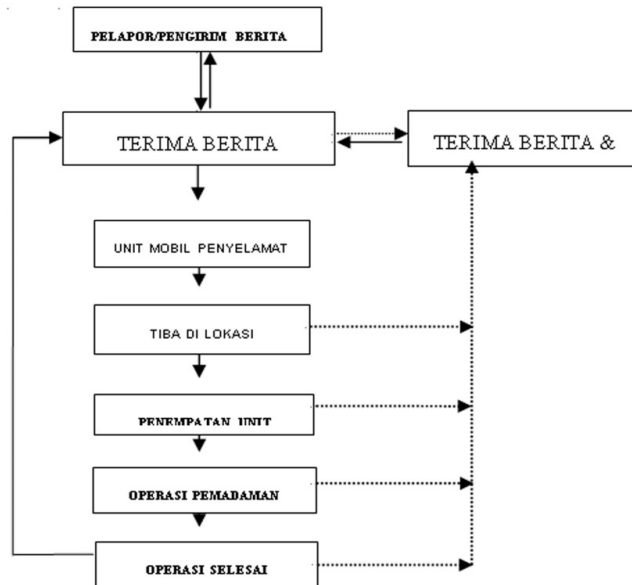 PELAPOR/PENGIRIM BERITA
TERIMA BERITA
TERIMA BERITA &
UNIT MOBIL PENYELAMAT
TIBA DI LOKASI
PENEMPATAN UNIT
OPERASI PEMADAMAN
OPERASI SELESAI